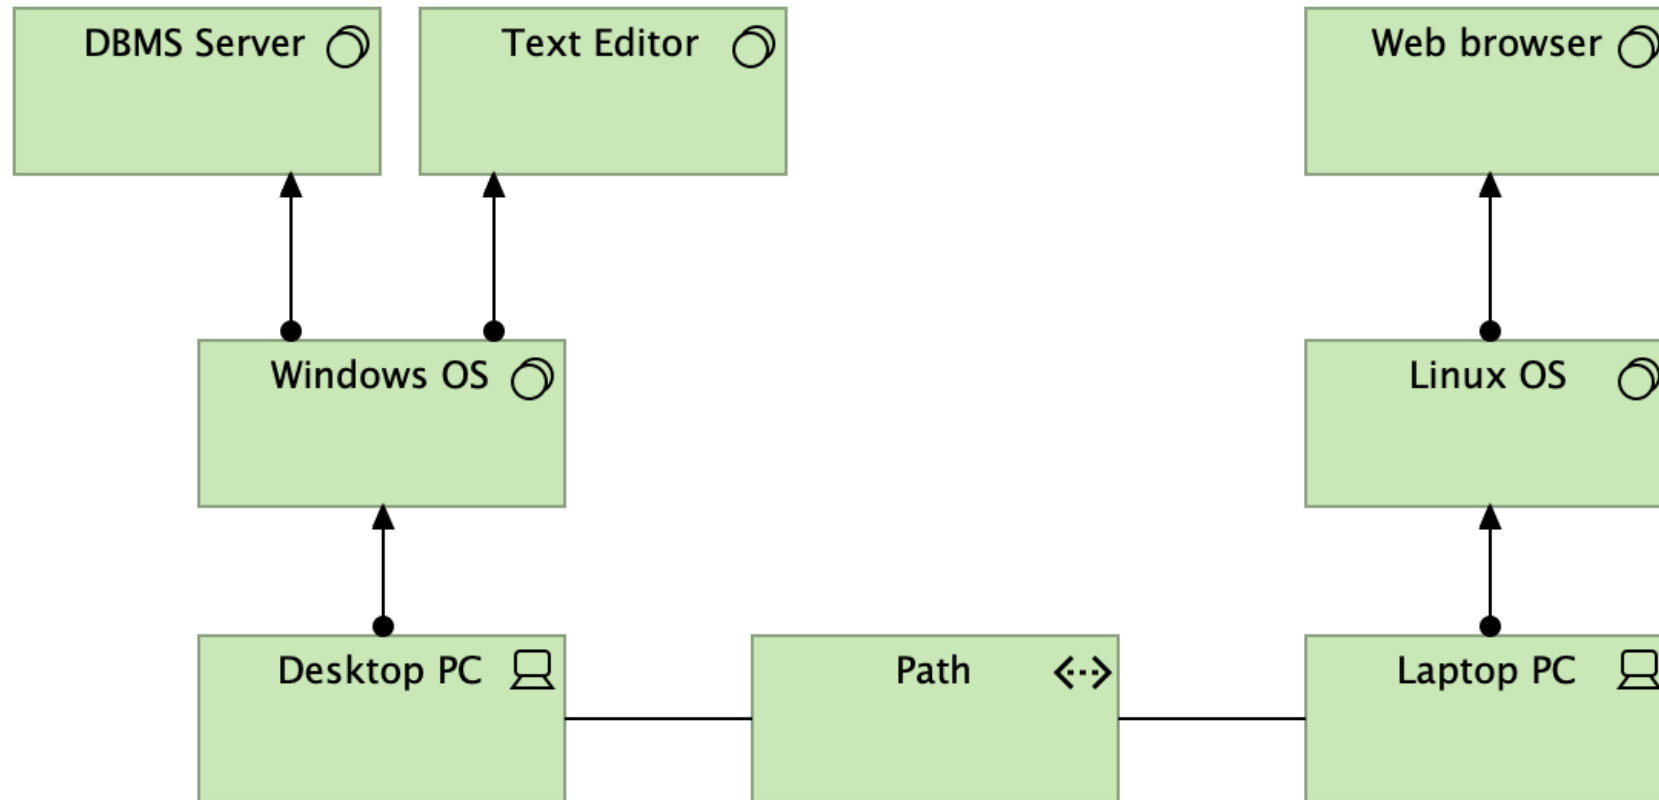 DBMS Server
Text Editor
Web browser
Windows OS
Linux OS
Desktop PC
Path
Laptop PC